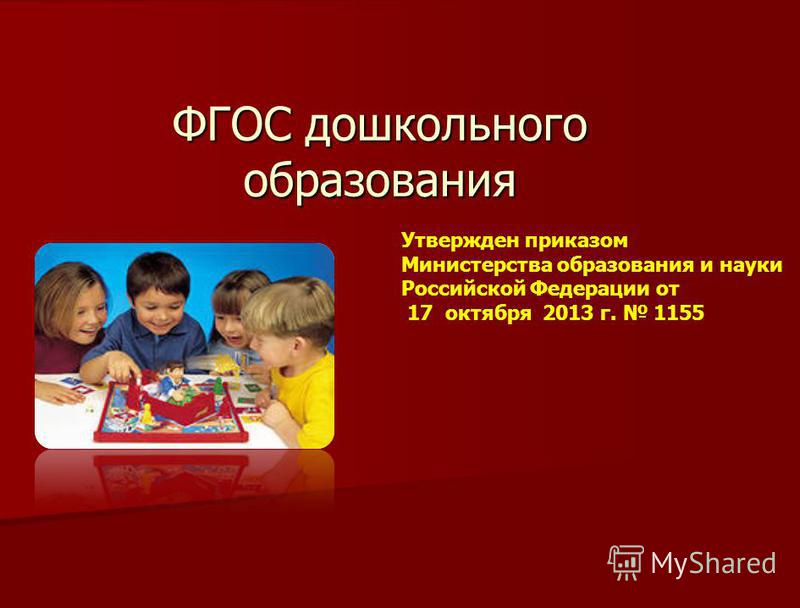 ФГОС дошкольного
образования
Утвержден приказом
Министерства образования и науки
Российской Федерации от
17 октября 2013 г. № 1155
MyShared